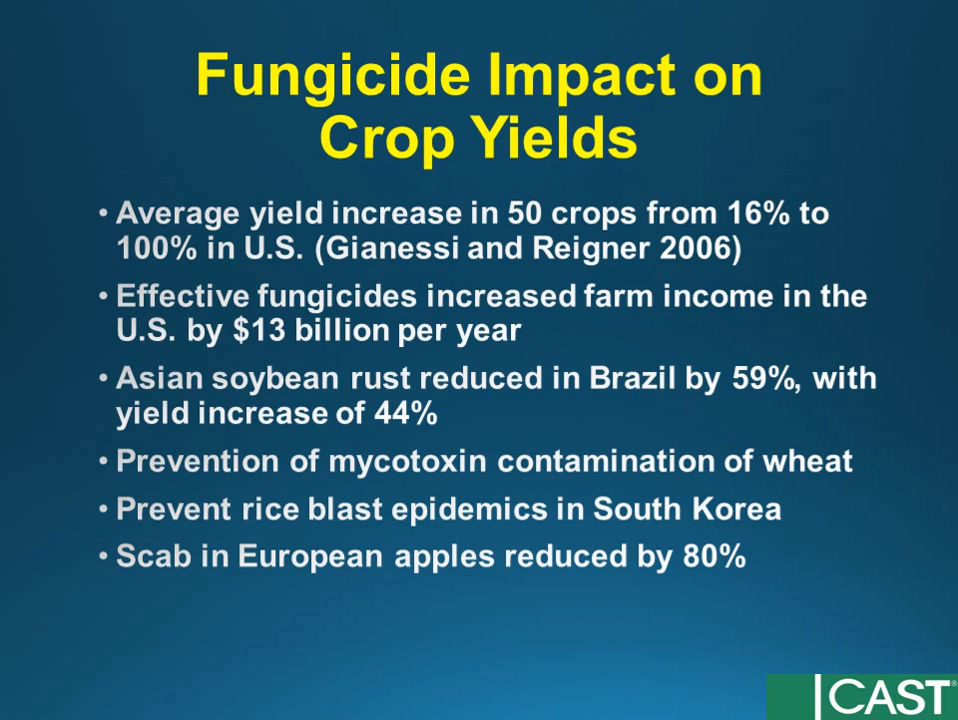 Fungicide Impact on
Crop Yields
• Average yield increase in 50 crops from 16% to
100% in U.S. (Gianessi and Reigner 2006)
• Effective fungicides increased farm income in the
U.S. by $13 billion per year
• Asian soybean rust reduced in Brazil by 59%, with
yield increase of 44%
• Prevention of mycotoxin contamination of wheat
• Prevent rice blast epidemics in South Korea
• Scab in European apples reduced by 80%
CAST®